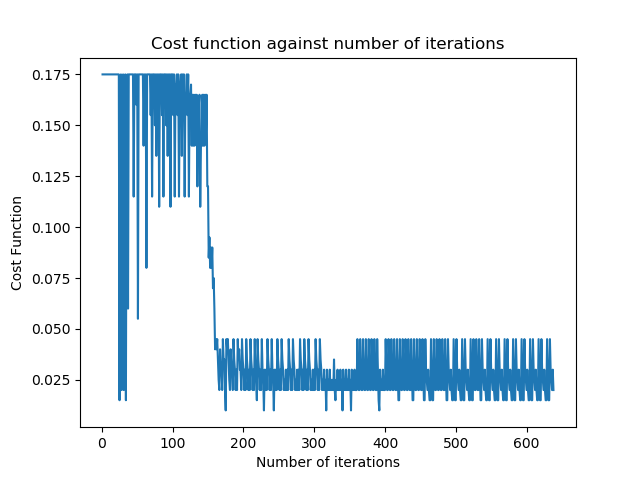 Cost function against number of iterations
0.175
0.150
0.125
0.100
0.075
0.050
0.025
Cost Function
0 100 200 300 400 500 600
Number of iterations